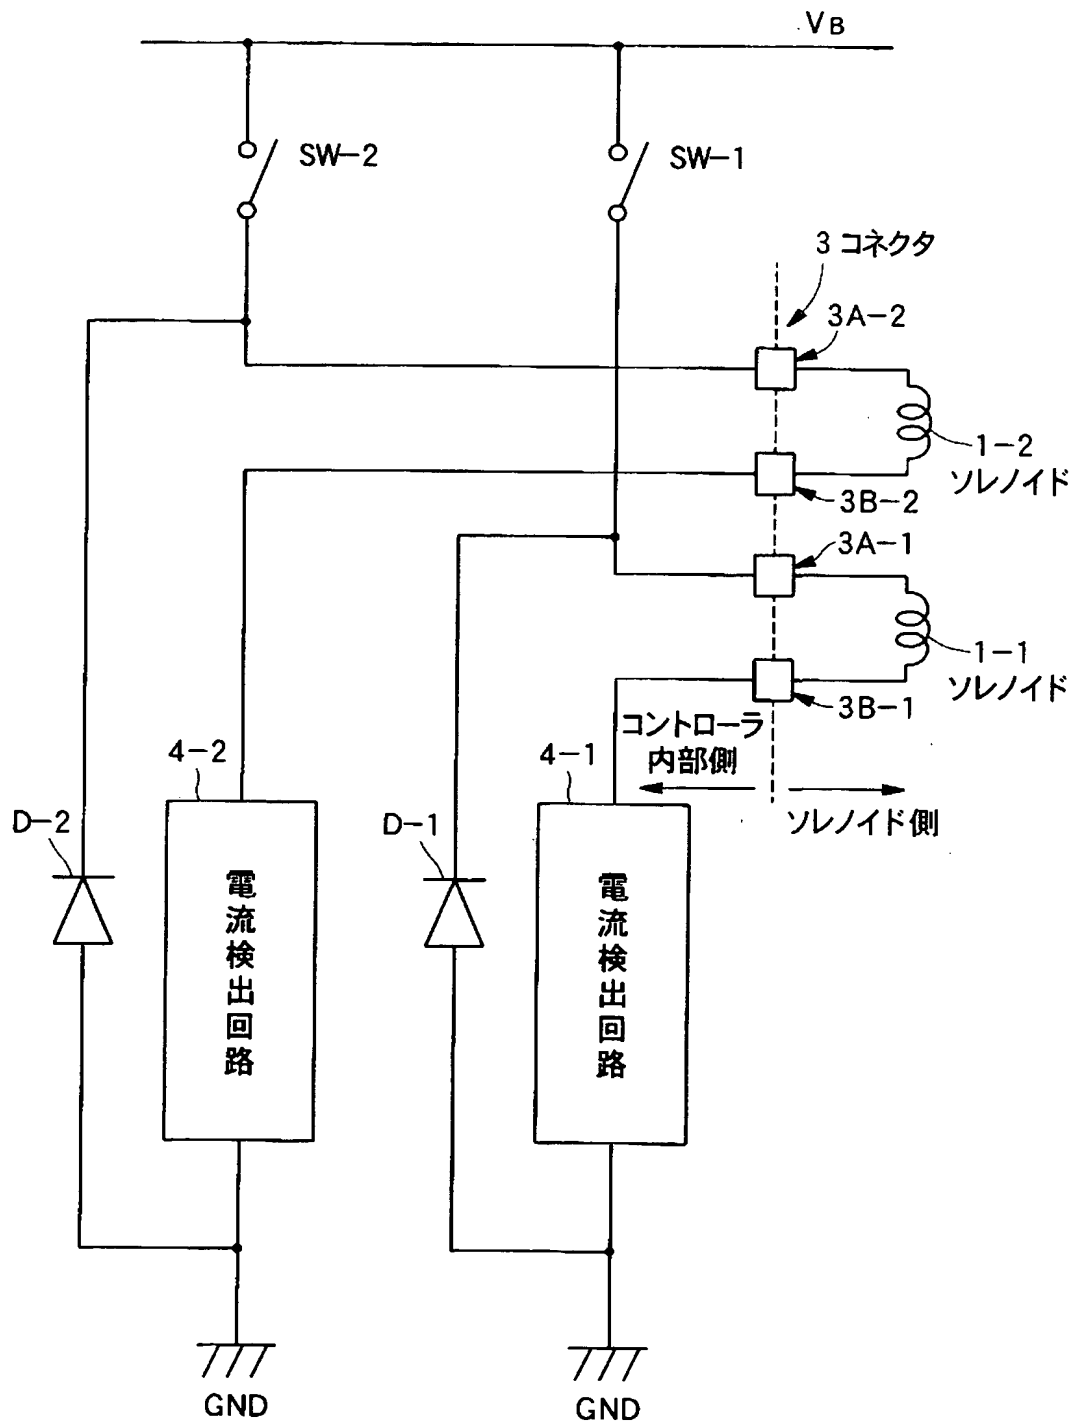 VB
SW-2
SW-1
3 コネクタ
3A-2
1-2
ソレノイド
3B-2
3A-1
1-1
ソレノイド
3B-1
コントローラ
内部側
ソレノイド側
4-2
4-1
D-2
D-1
電流検出回路
電流検出回路
GND
GND